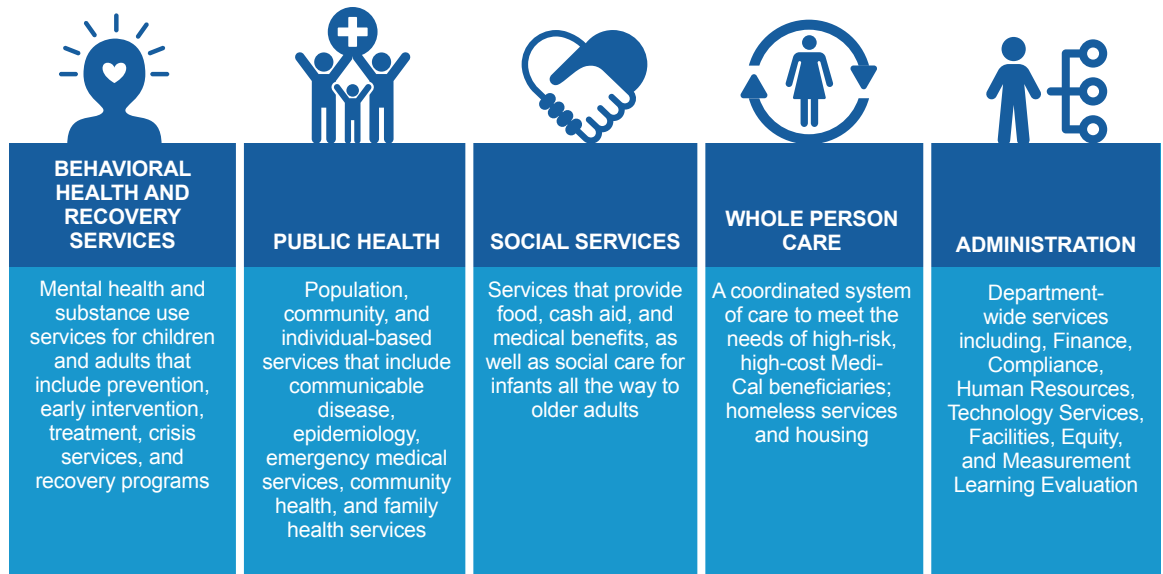 BEHAVIORAL
HEALTH AND
RECOVERY
SERVICES
Mental health and
substance use
services for children
and adults that
include prevention,
early intervention,
treatment, crisis
services, and
recovery programs
PUBLIC HEALTH
Population,
community, and
individual-based
services that include
communicable
disease,
epidemiology,
emergency medical
services, community
health, and family
health services
SOCIAL SERVICES
Services that provide
food, cash aid, and
medical benefits, as
well as social care for
infants all the way to
older adults
WHOLE PERSON
CARE
A coordinated system
of care to meet the
needs of high-risk,
high-cost Medi-
Cal beneficiaries;
homeless services
and housing
ADMINISTRATION
Department-
wide services
including, Finance,
Compliance,
Human Resources,
Technology Services,
Facilities, Equity,
and Measurement
Learning Evaluation